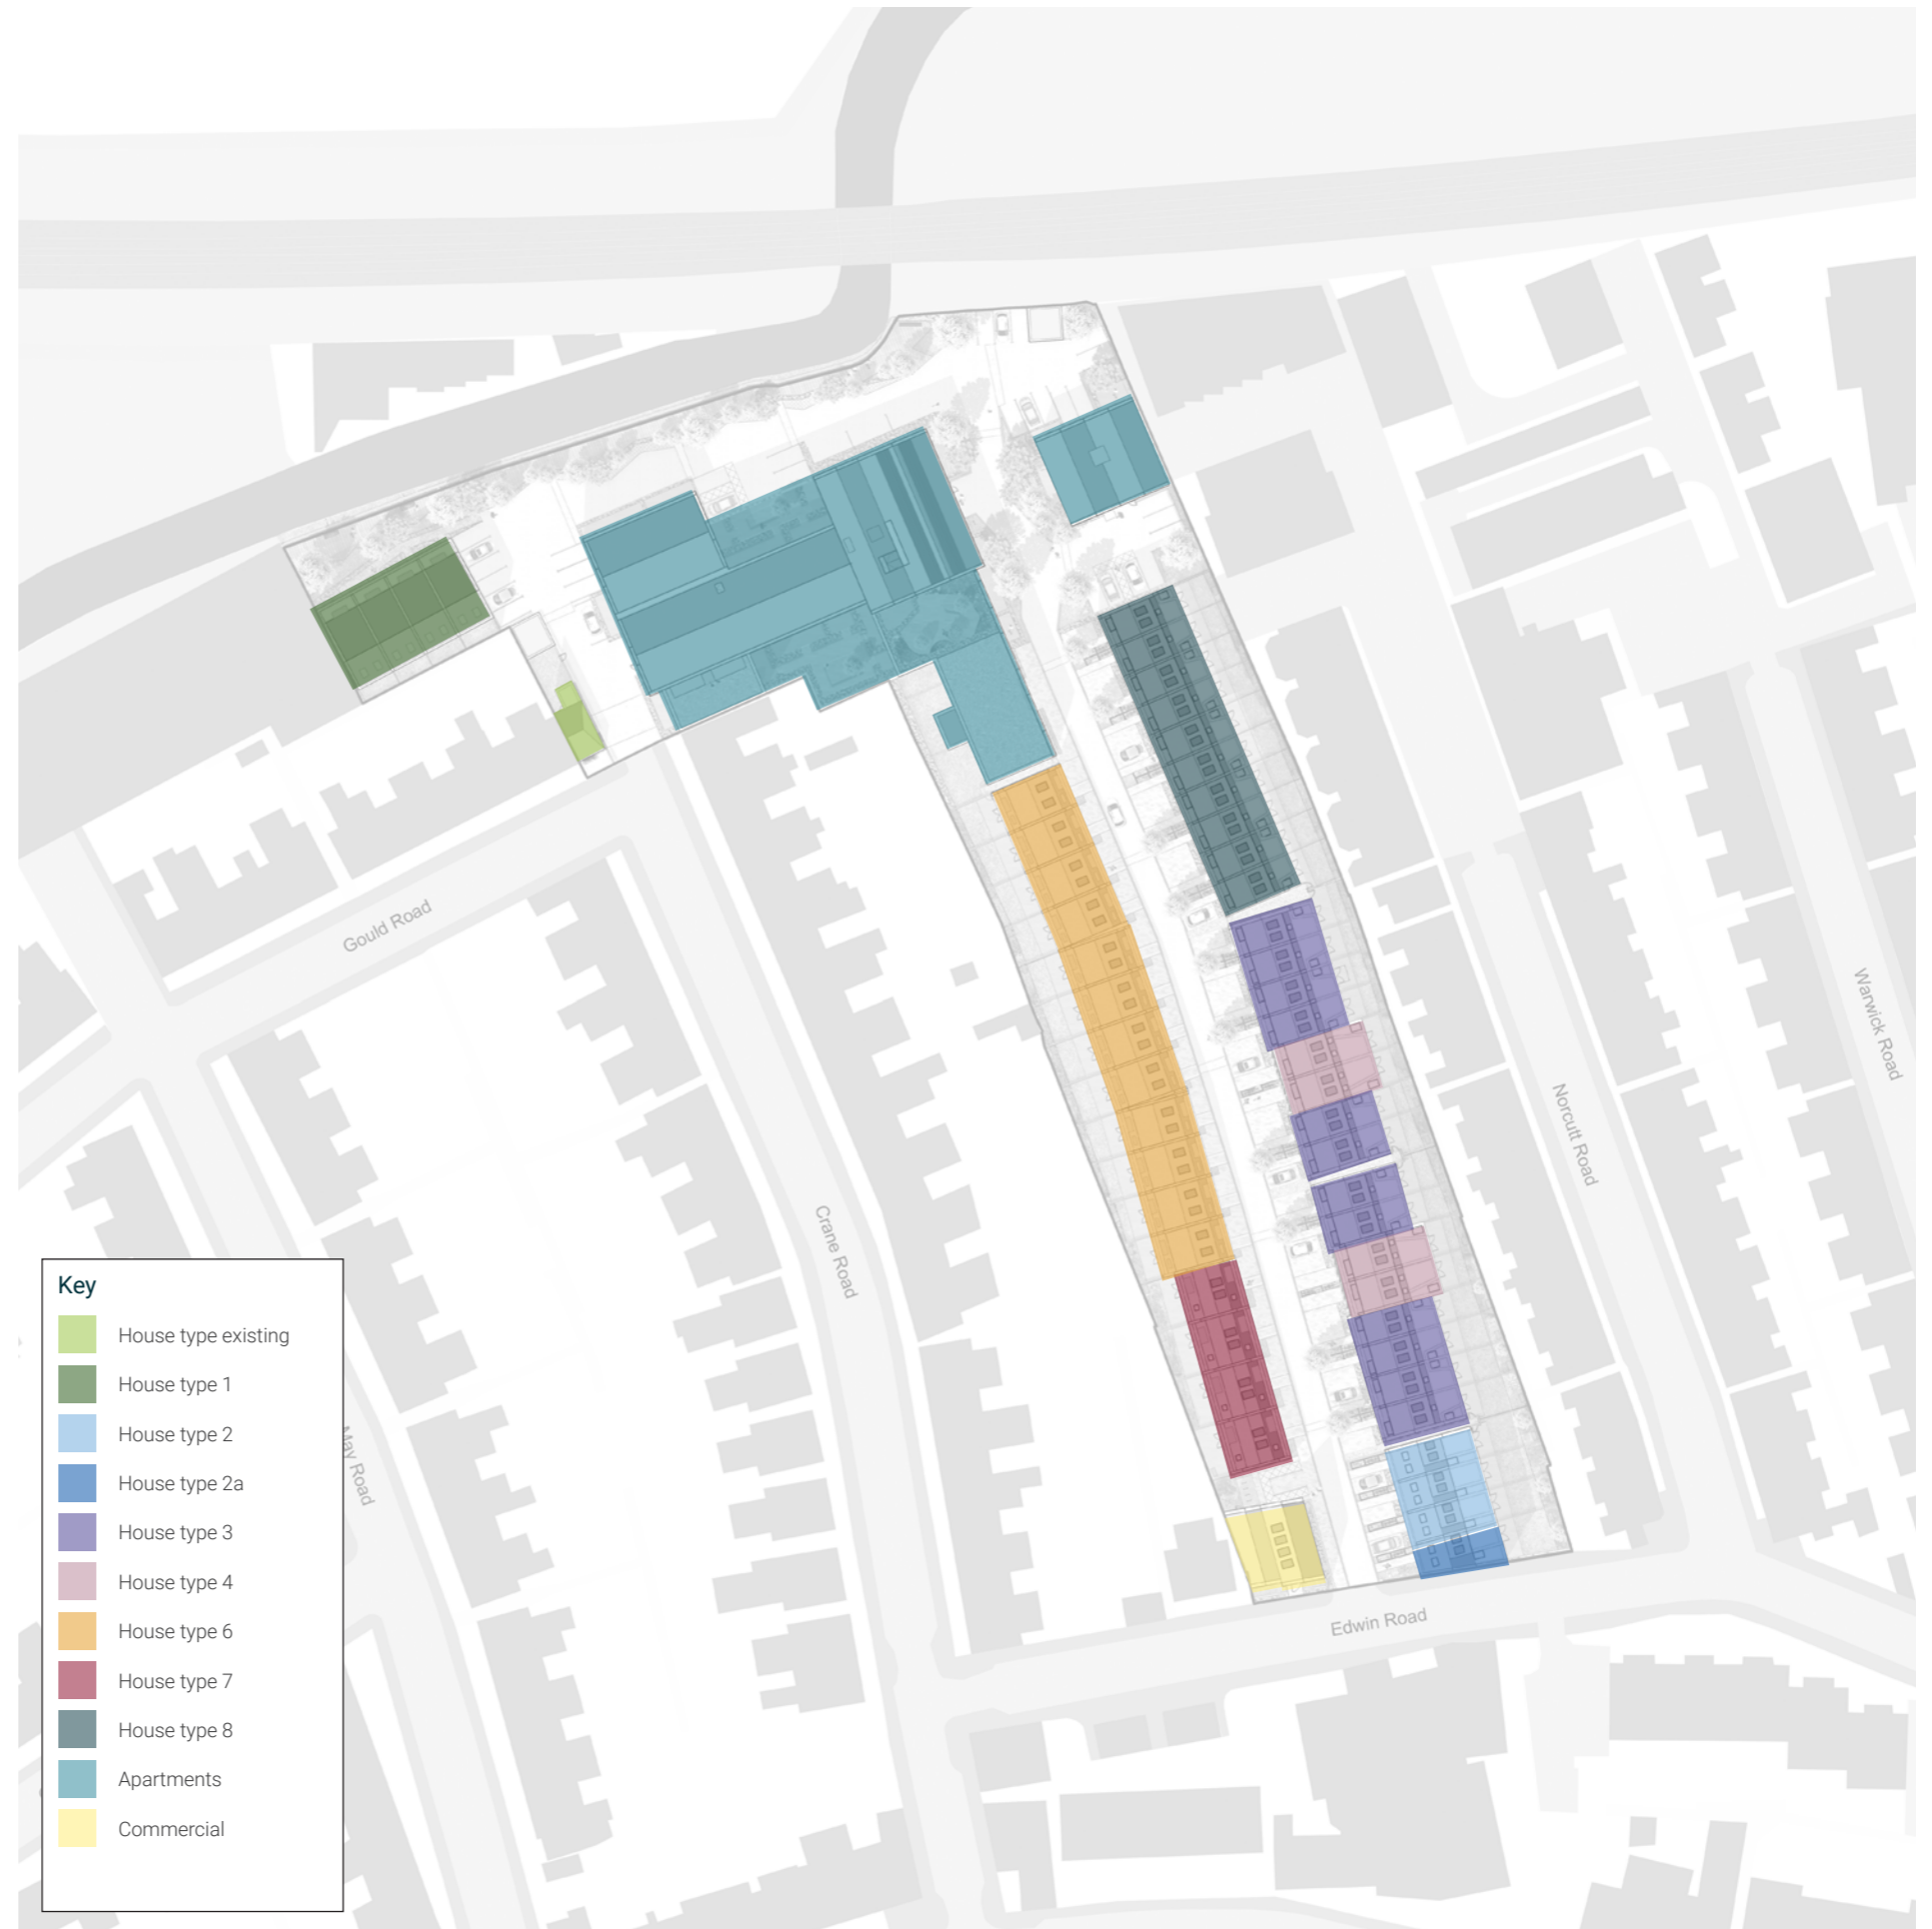 Gould Road
Warwick Road
Norcutt Road
Crane Road
May Road
Edwin Road
Key
House type existing
House type 1
House type 2
House type 2a
House type 3
House type 4
House type 6
House type 7
House type 8
Apartments
Commercial